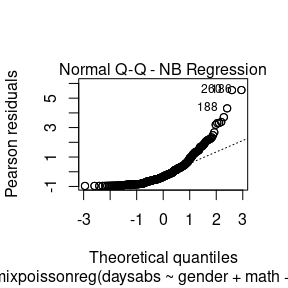 Normal Q-Q - NB Regression
188
Pearson residuals
5
3
1
-1
-3
-1
0
1
2
3
Theoretical quantiles
mixpoissonreg(daysabs ~ gender + math -